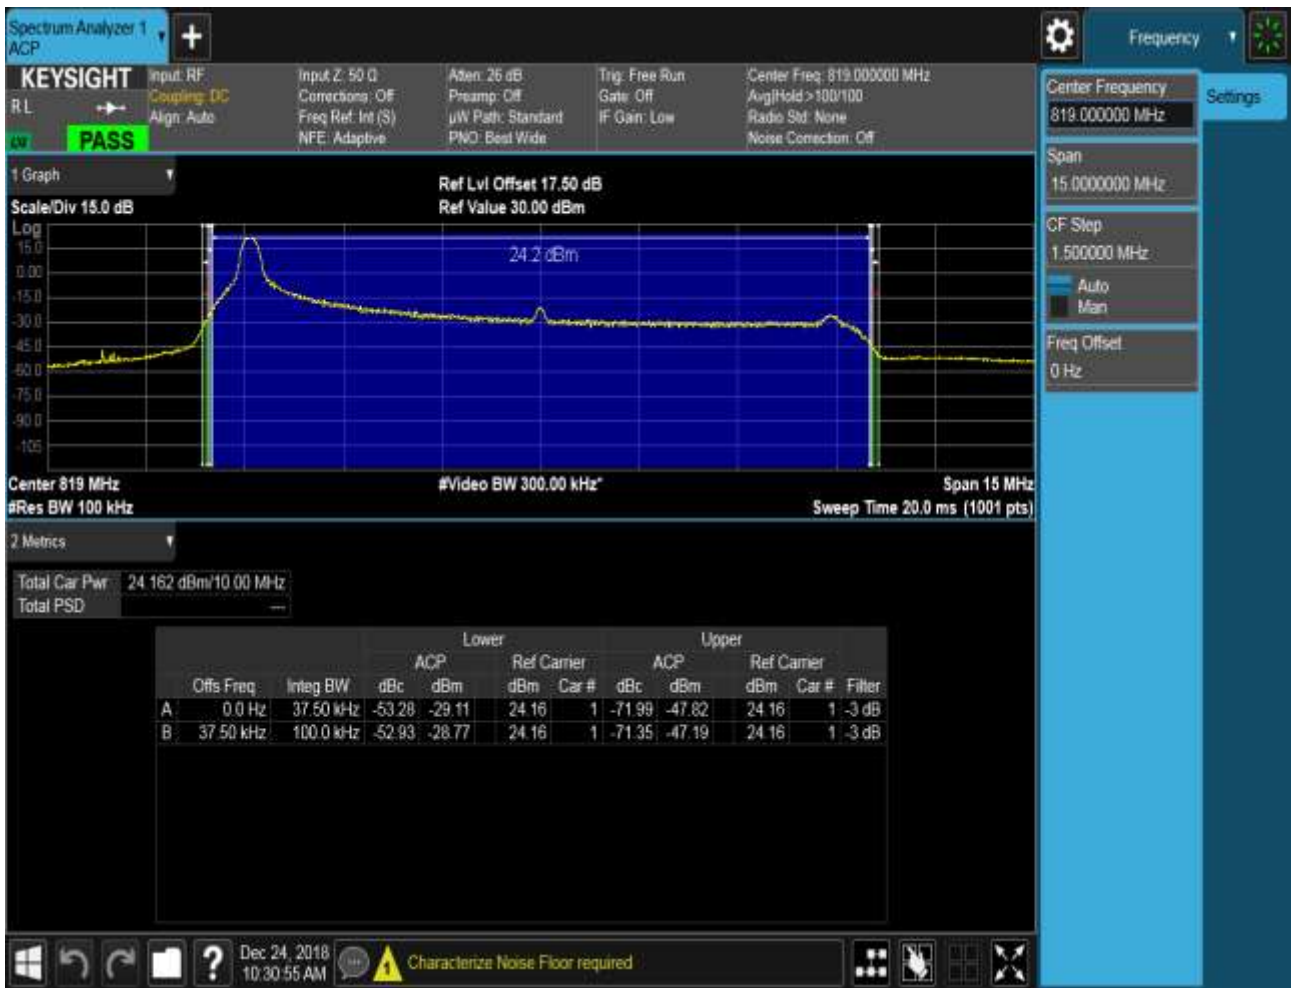 Spectrum Analyzer 1
ACP
Frequency
KEYSIGHT
R L
PASS
Input: RF
Coupling: DC
Align: Auto
Input Z: 50 Ω
Corrections: Off
Freq Ref: Int (S)
NFE: Adaptive
Atten: 26 dB
Preamp: Off
µW Path: Standard
PNO: Best Wide
Trig: Free Run
Gate: Off
IF Gain: Low
Center Freq: 819.000000 MHz
Avg|Hold >100/100
Radio Std: None
Noise Correction: Off
Center Frequency
819.000000 MHz
Settings
Span
15.0000000 MHz
CF Step
1.500000 MHz
Auto
Man
Freq Offset
0 Hz
1 Graph
Scale/Div 15.0 dB
Ref Lvl Offset 17.50 dB
Ref Value 30.00 dBm
Log
15.0
0.00
-15.0
-30.0
-45.0
-60.0
-75.0
-90.0
-105
24.2 dBm
Center 819 MHz
#Video BW 300.00 kHz*
Span 15 MHz
#Res BW 100 kHz
Sweep Time 20.0 ms (1001 pts)
2 Metrics
Total Car Pwr 24.162 dBm/10.00 MHz
Total PSD ---
Lower Upper
ACP Ref Carrier ACP Ref Carrier
Offs Freq Integ BW dBc dBm dBm Car # dBc dBm dBm Car # Filter
A 0.0 Hz 37.50 kHz -53.28 -29.11 24.16 1 -71.99 -47.82 24.16 1 -3 dB
B 37.50 kHz 100.0 kHz -52.93 -28.77 24.16 1 -71.35 -47.19 24.16 1 -3 dB
?
Dec 24, 2018
10:30:55 AM
1
Characterize Noise Floor required